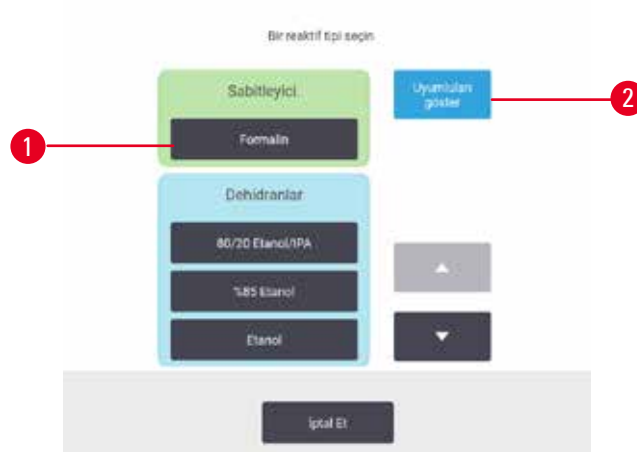 Bir reaktif tipi seçin
Sabitleyici
Uyumluları
göster
2
Formalin
1
Dehidranlar
80/20 Etanol/IPA
%85 Etanol
Etanol
İptal Et